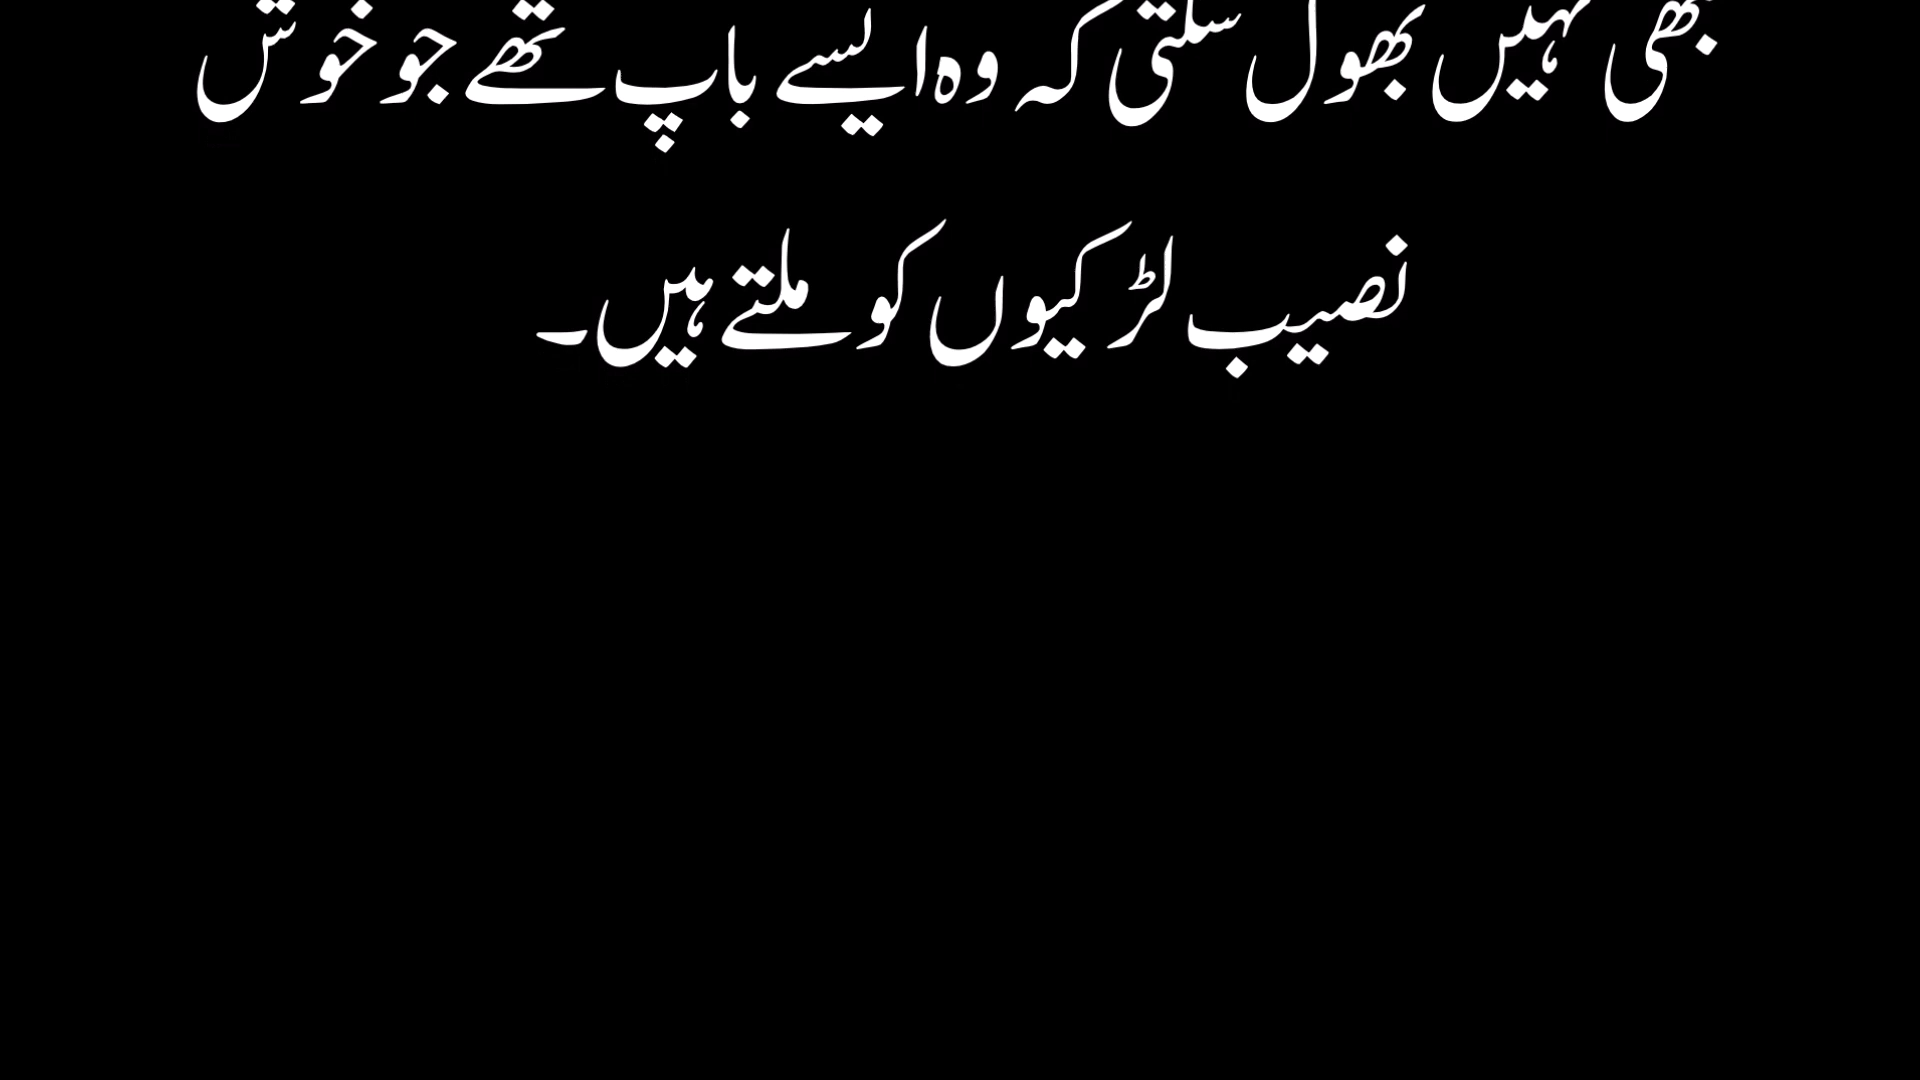 بھی نہیں بھول سکتی کہ وہ ایسے باپ تھے جو خوش
نصیب لڑکیوں کو ملتے ہیں۔